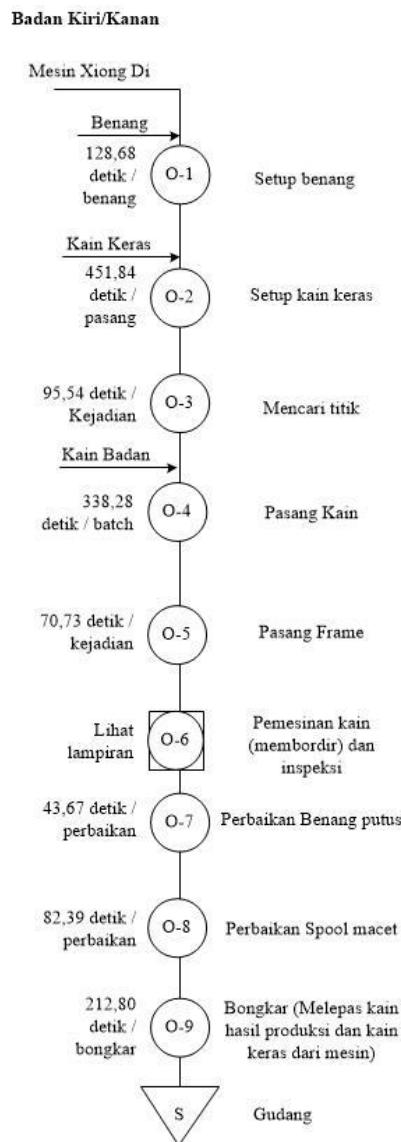 Badan Kiri/Kanan
Mesin Xiong Di
Benang
128,68
detik /
benang
O-1
Setup benang
Kain Keras
451,84
detik /
pasang
O-2
Setup kain keras
95,54 detik /
Kejadian
O-3
Mencari titik
Kain Badan
338,28
detik / batch
O-4
Pasang Kain
70,73 detik /
kejadian
O-5
Pasang Frame
Lihat
lampiran
O-6
Pemesinan kain
(membordir) dan
inspeksi
43,67 detik /
perbaikan
O-7
Perbaikan Benang putus
82,39 detik /
perbaikan
O-8
Perbaikan Spool macet
212,80
detik /
bongkar
O-9
Bongkar (Melepas kain
hasil produksi dan kain
keras dari mesin)
S
Gudang